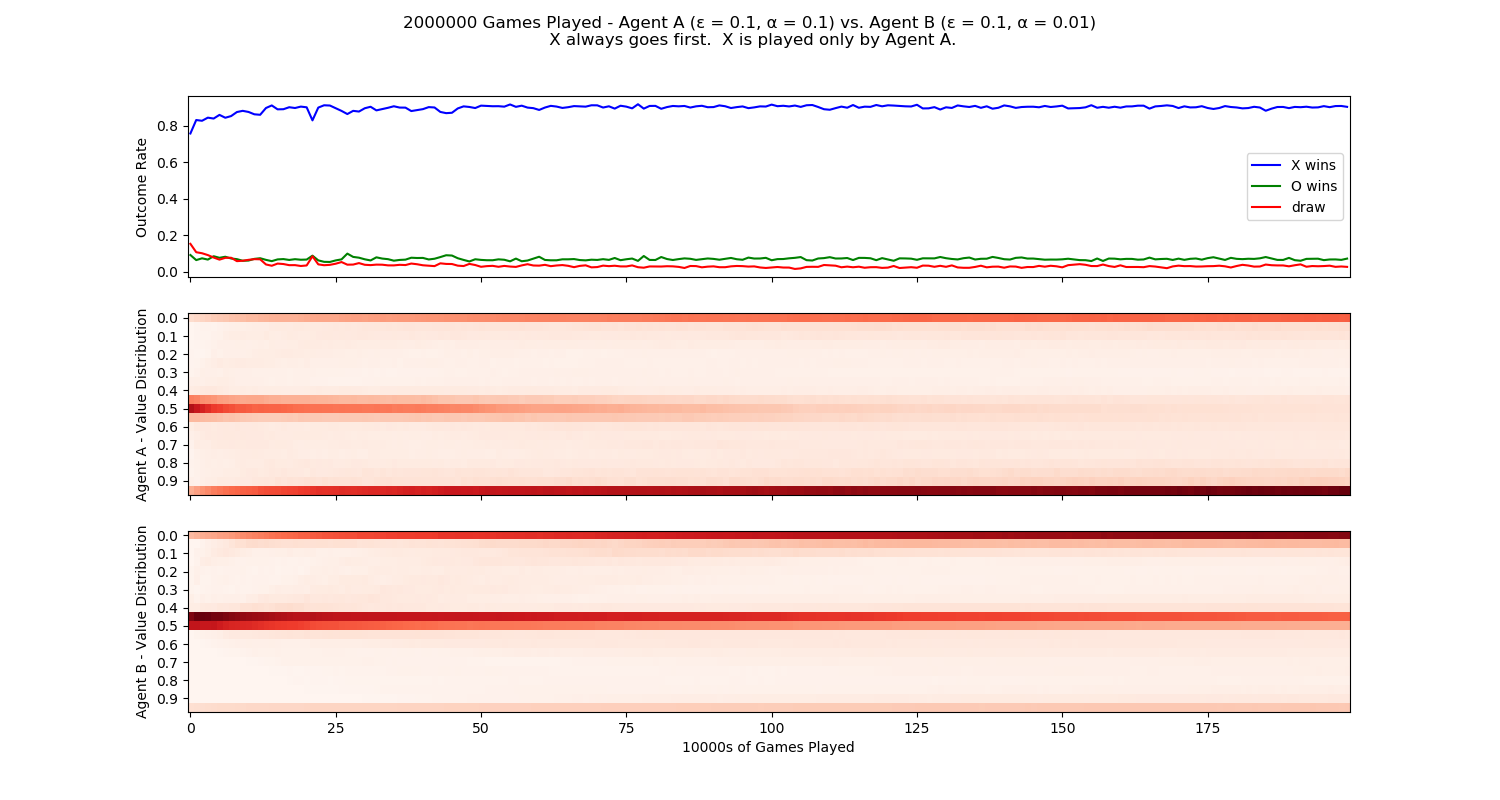 2000000 Games Played - Agent A (ε = 0.1, α = 0.1) vs. Agent B (ε = 0.1, α = 0.01)
X always goes first.  X is played only by Agent A.
Outcome Rate
0.8
0.6
0.4
0.2
0.0
X wins
O wins
draw
Agent A - Value Distribution
0.0
0.1
0.2
0.3
0.4
0.5
0.6
0.7
0.8
0.9
Agent B - Value Distribution
0.0
0.1
0.2
0.3
0.4
0.5
0.6
0.7
0.8
0.9
0 25 50 75 100 125 150 175
10000s of Games Played